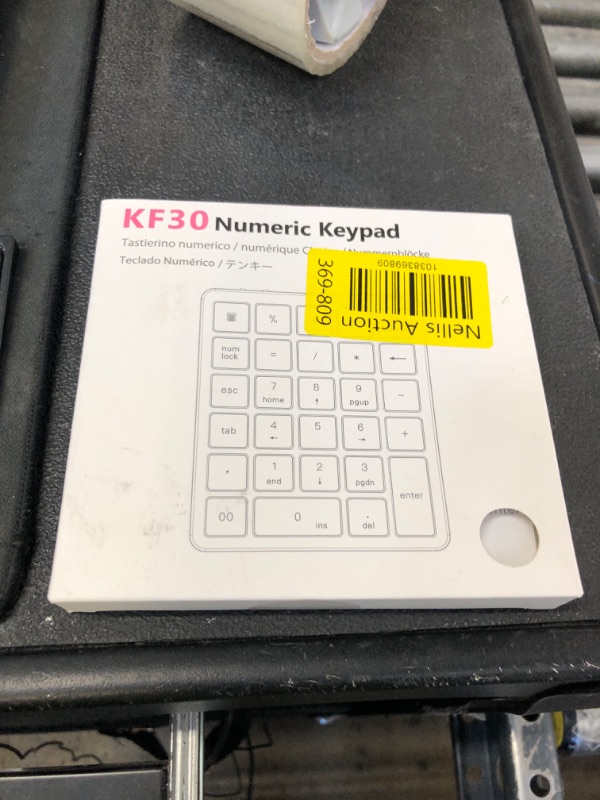 KF30 Numeric Keypad
Tastierino numerico / numérique / Nummernblöcke
Teclado Numérico / テンキー
Nellis Auction
1038369809
369-809
%
num lock = / * ←
esc 7 home 8 ↑ 9 pgup -
tab 4 ← 5 6 → +
. 1 end 2 ↓ 3 pgdn enter
00 0 ins . del